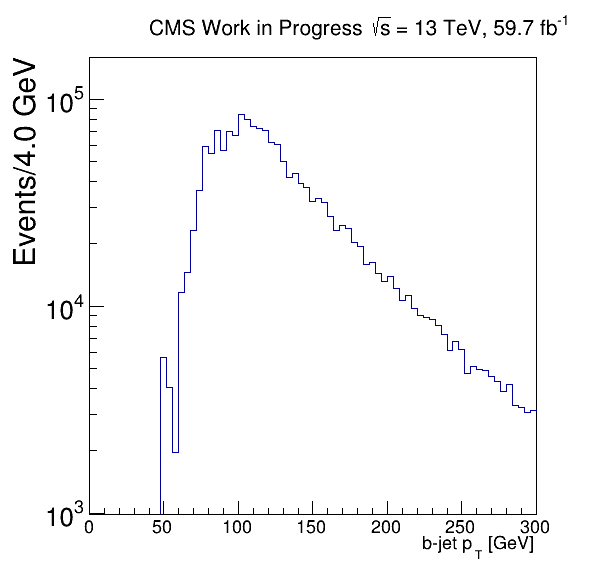 CMS Work in Progress √s = 13 TeV, 59.7 fb⁻¹
Events/4.0 GeV
10⁵
10⁴
10³
0 50 100 150 200 250 300
b-jet p_T [GeV]